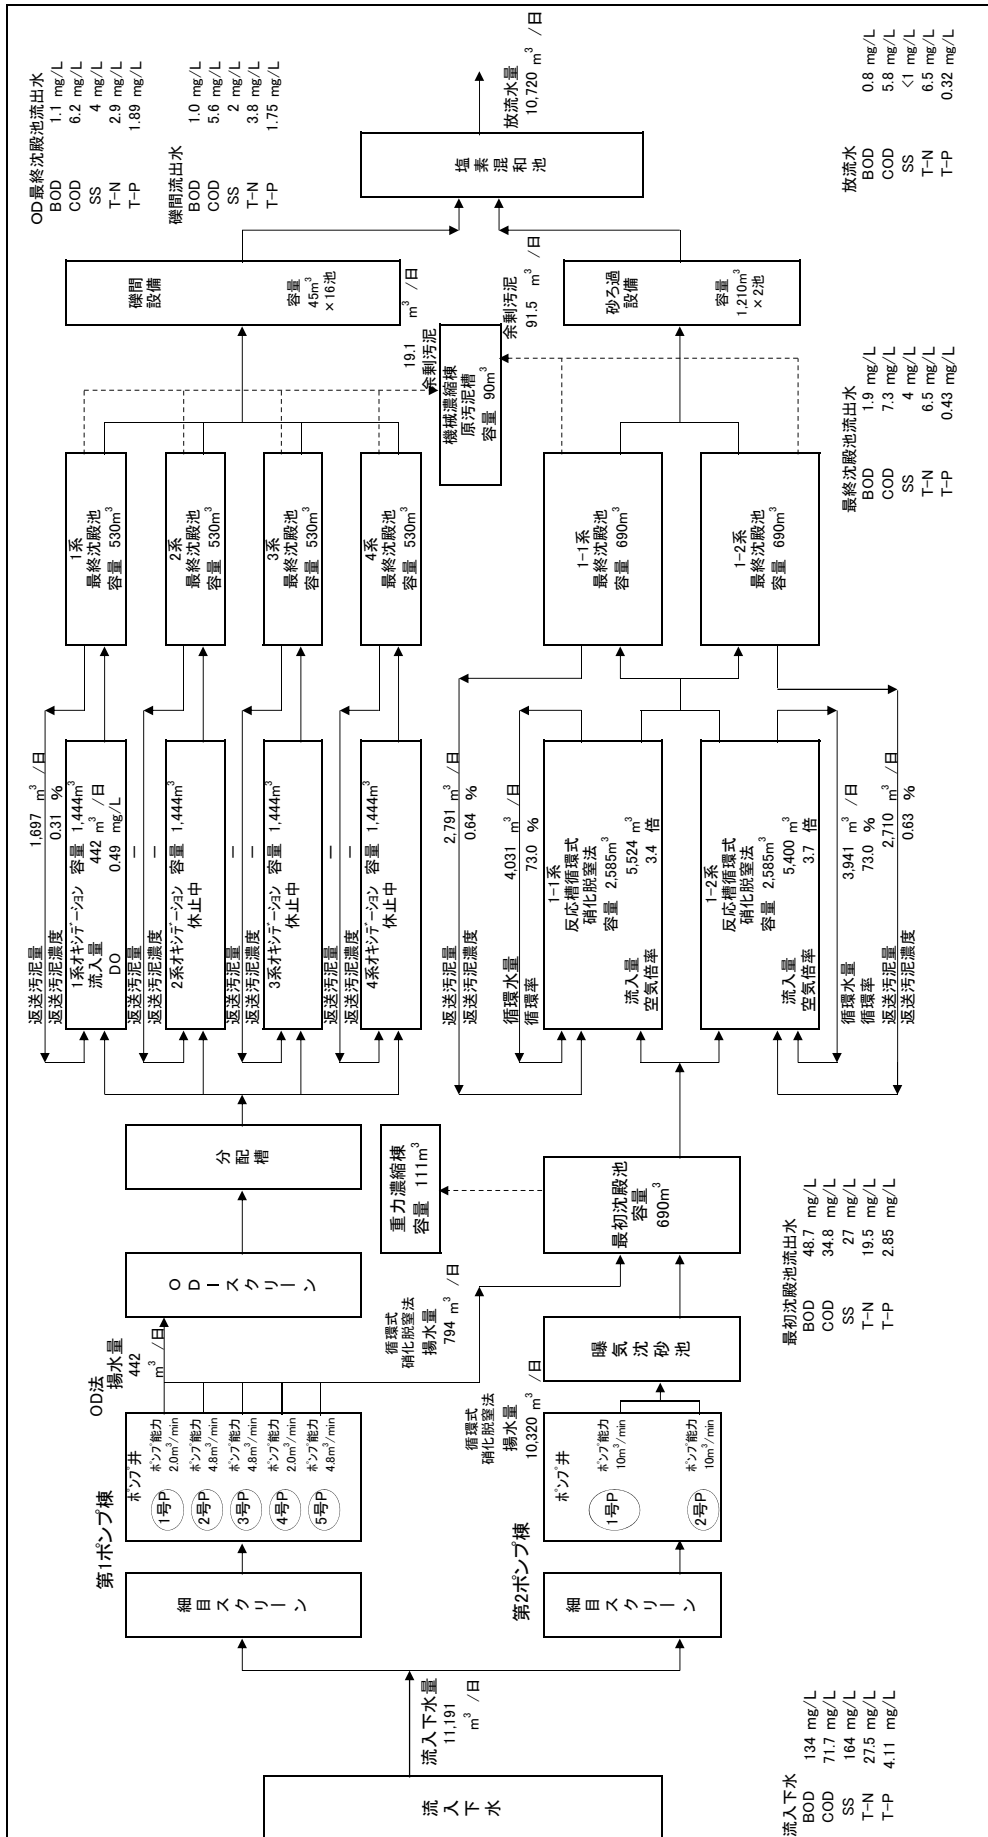 流入下水
流入下水量
11,191
m³ /日
流入下水
BOD 134 mg/L
COD 71.7 mg/L
SS 164 mg/L
T-N 27.5 mg/L
T-P 4.11 mg/L
細目スクリーン
第1ポンプ棟
ポンプ井
1号P ポンプ能力 2.0m³/min
2号P ポンプ能力 4.8m³/min
3号P ポンプ能力 4.8m³/min
4号P ポンプ能力 2.0m³/min
5号P ポンプ能力 4.8m³/min
細目スクリーン
第2ポンプ棟
ポンプ井
1号P ポンプ能力 10m³/min
2号P ポンプ能力 10m³/min
OD法
揚水量
442
m³ /日
循環式
硝化脱窒法
揚水量
794 m³ /日
循環式
硝化脱窒法
揚水量
10,320 m³ /日
ODースクリーン
曝気沈砂池
分配槽
重力濃縮棟
容量 111m³
最初沈殿池
容量
690m³
最初沈殿池流出水
BOD 48.7 mg/L
COD 34.8 mg/L
SS 27 mg/L
T-N 19.5 mg/L
T-P 2.85 mg/L
返送汚泥量 1,697 m³ /日
返送汚泥濃度 0.31 %
1系オキシデーション 容量 1,444m³
流入量 442 m³ /日
DO 0.49 mg/L
返送汚泥量 －
返送汚泥濃度 －
2系オキシデーション 容量 1,444m³
休止中
返送汚泥量 －
返送汚泥濃度 －
3系オキシデーション 容量 1,444m³
休止中
返送汚泥量 －
返送汚泥濃度 －
4系オキシデーション 容量 1,444m³
休止中
返送汚泥量 2,791 m³ /日
返送汚泥濃度 0.64 %
循環水量 4,031 m³ /日
循環率 73.0 %
1-1系
反応槽循環式
硝化脱窒法
容量 2,585m³
流入量 5,524 m³
空気倍率 3.4 倍
1-2系
反応槽循環式
硝化脱窒法
容量 2,585m³
流入量 5,400 m³
空気倍率 3.7 倍
循環水量 3,941 m³ /日
循環率 73.0 %
返送汚泥量 2,710 m³ /日
返送汚泥濃度 0.63 %
1系
最終沈殿池
容量 530m³
2系
最終沈殿池
容量 530m³
3系
最終沈殿池
容量 530m³
4系
最終沈殿池
容量 530m³
1-1系
最終沈殿池
容量 690m³
1-2系
最終沈殿池
容量 690m³
最終沈殿池流出水
BOD 1.9 mg/L
COD 7.3 mg/L
SS 4 mg/L
T-N 6.5 mg/L
T-P 0.43 mg/L
余剰汚泥
19.1 m³ /日
機械濃縮棟
原汚泥槽
容量 90m³
余剰汚泥
91.5 m³ /日
礫間
設備
容量
45m³
×16池
砂ろ過
設備
容量
1,210m³
×2池
塩素混和池
放流水量
10,720 m³ /日
OD最終沈殿池流出水
BOD 1.1 mg/L
COD 6.2 mg/L
SS 4 mg/L
T-N 2.9 mg/L
T-P 1.89 mg/L
礫間流出水
BOD 1.0 mg/L
COD 5.6 mg/L
SS 2 mg/L
T-N 3.8 mg/L
T-P 1.75 mg/L
放流水
BOD 0.8 mg/L
COD 5.8 mg/L
SS <1 mg/L
T-N 6.5 mg/L
T-P 0.32 mg/L